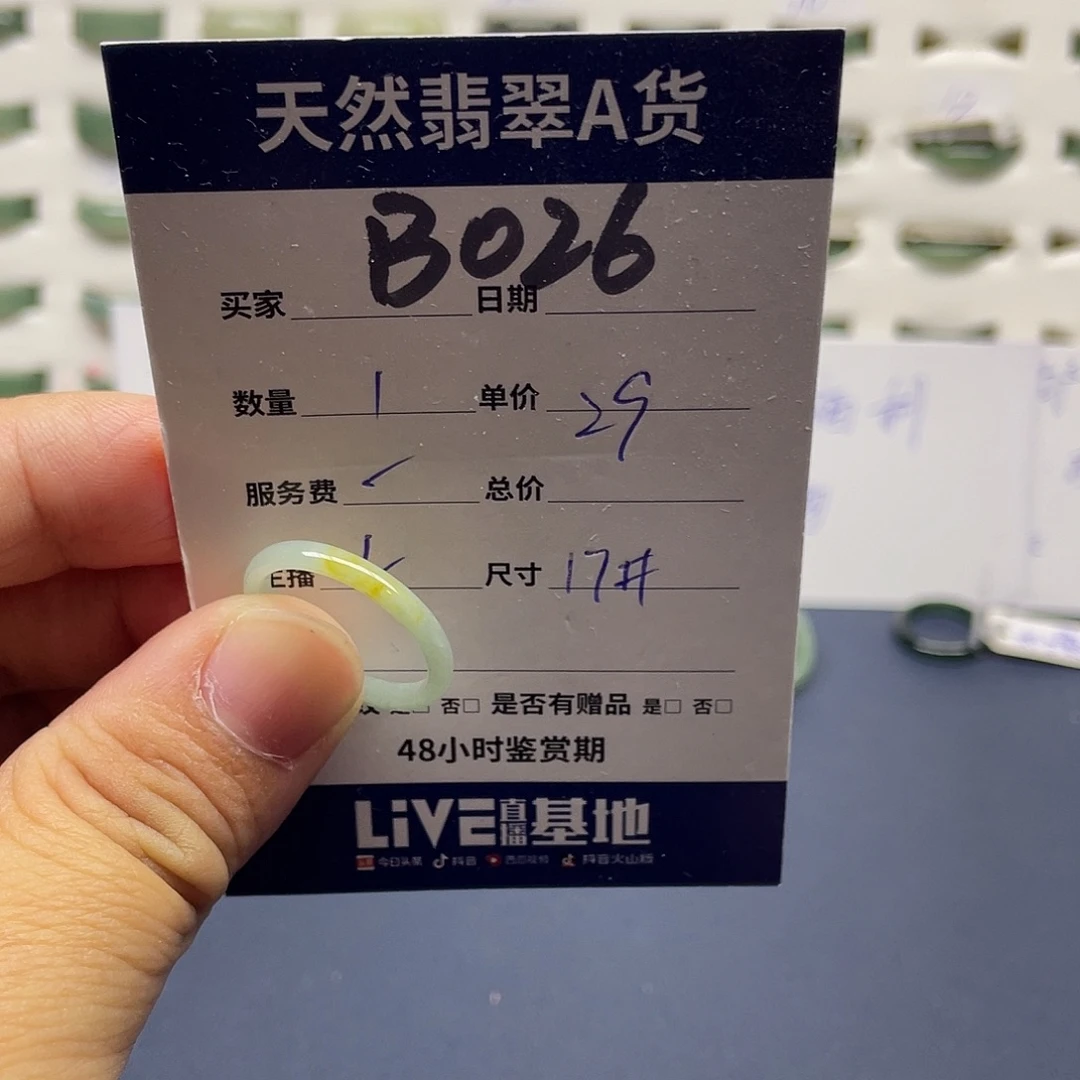 天然翡翠A货
B026
买家 日期
数量 1 单价 29
服务费 总价
主播 尺寸 17#
否□ 是否有赠品 是□ 否□
48小时鉴赏期
LiVE直播基地
今日头条 抖音 西瓜视频 抖音火山版